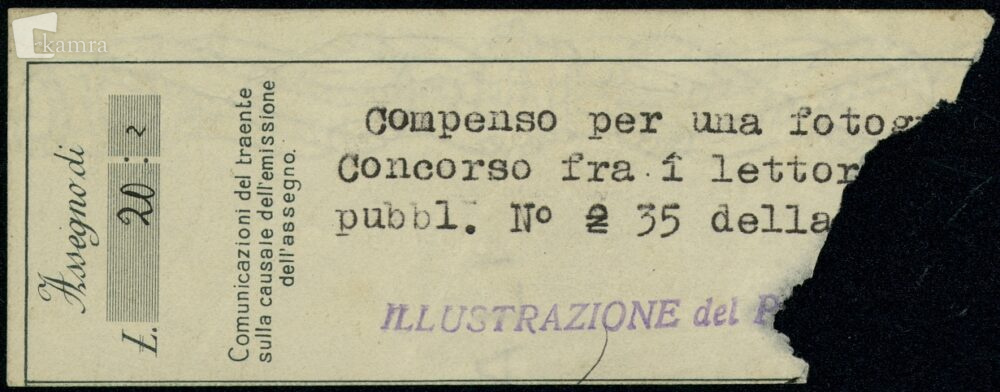 kamra
Assegno di
£. 20:
Comunicazioni del traente
sulla causale dell'emissione
dell'assegno.
Compenso per una fotog
Concorso fra î lettor
pubbl. Nº 2 35 della
ILLUSTRAZIONE del P